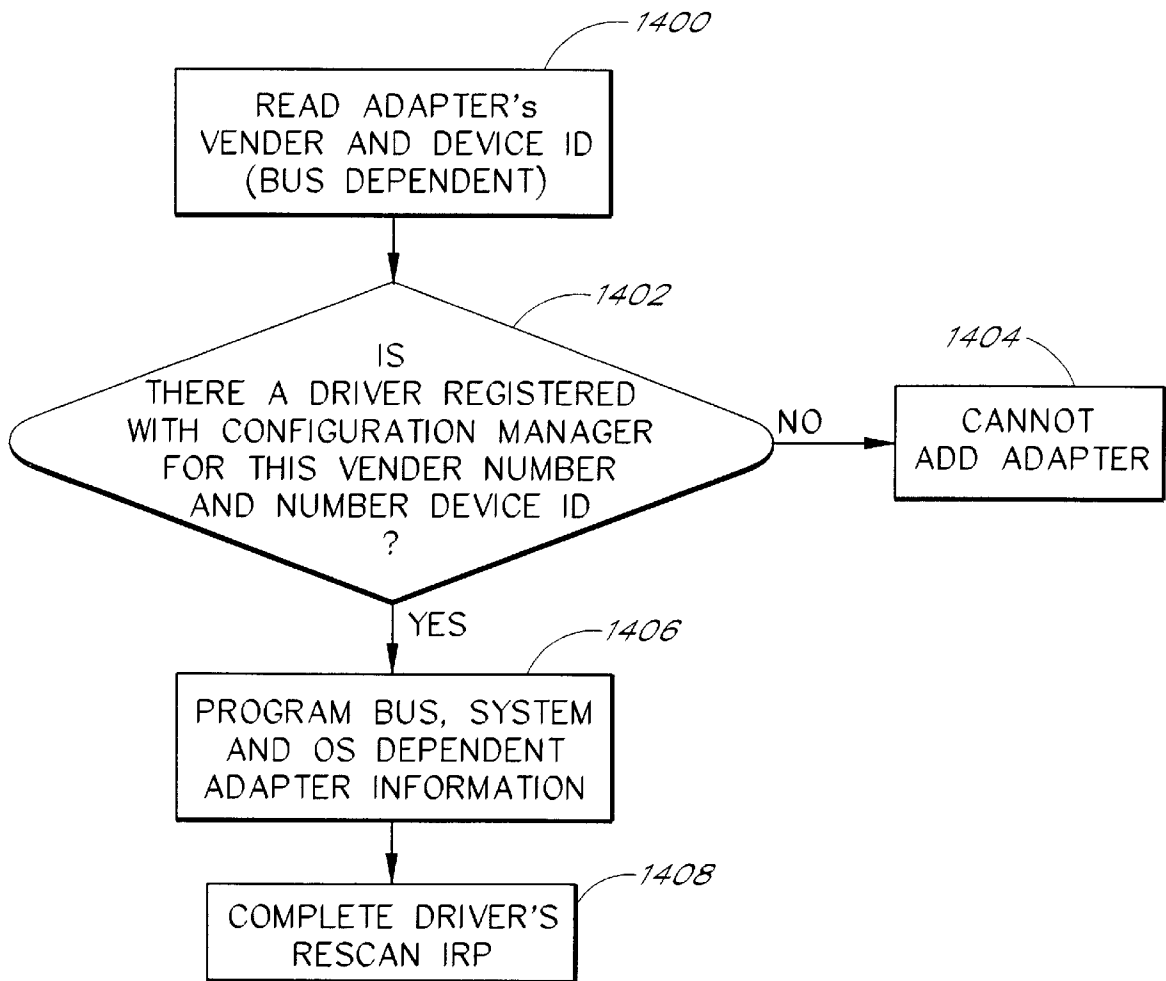 1400
READ ADAPTER's
VENDER AND DEVICE ID
(BUS DEPENDENT)
1402
IS
THERE A DRIVER REGISTERED
WITH CONFIGURATION MANAGER
FOR THIS VENDER NUMBER
AND NUMBER DEVICE ID
?
NO
1404
CANNOT
ADD ADAPTER
YES
1406
PROGRAM BUS, SYSTEM
AND OS DEPENDENT
ADAPTER INFORMATION
1408
COMPLETE DRIVER'S
RESCAN IRP